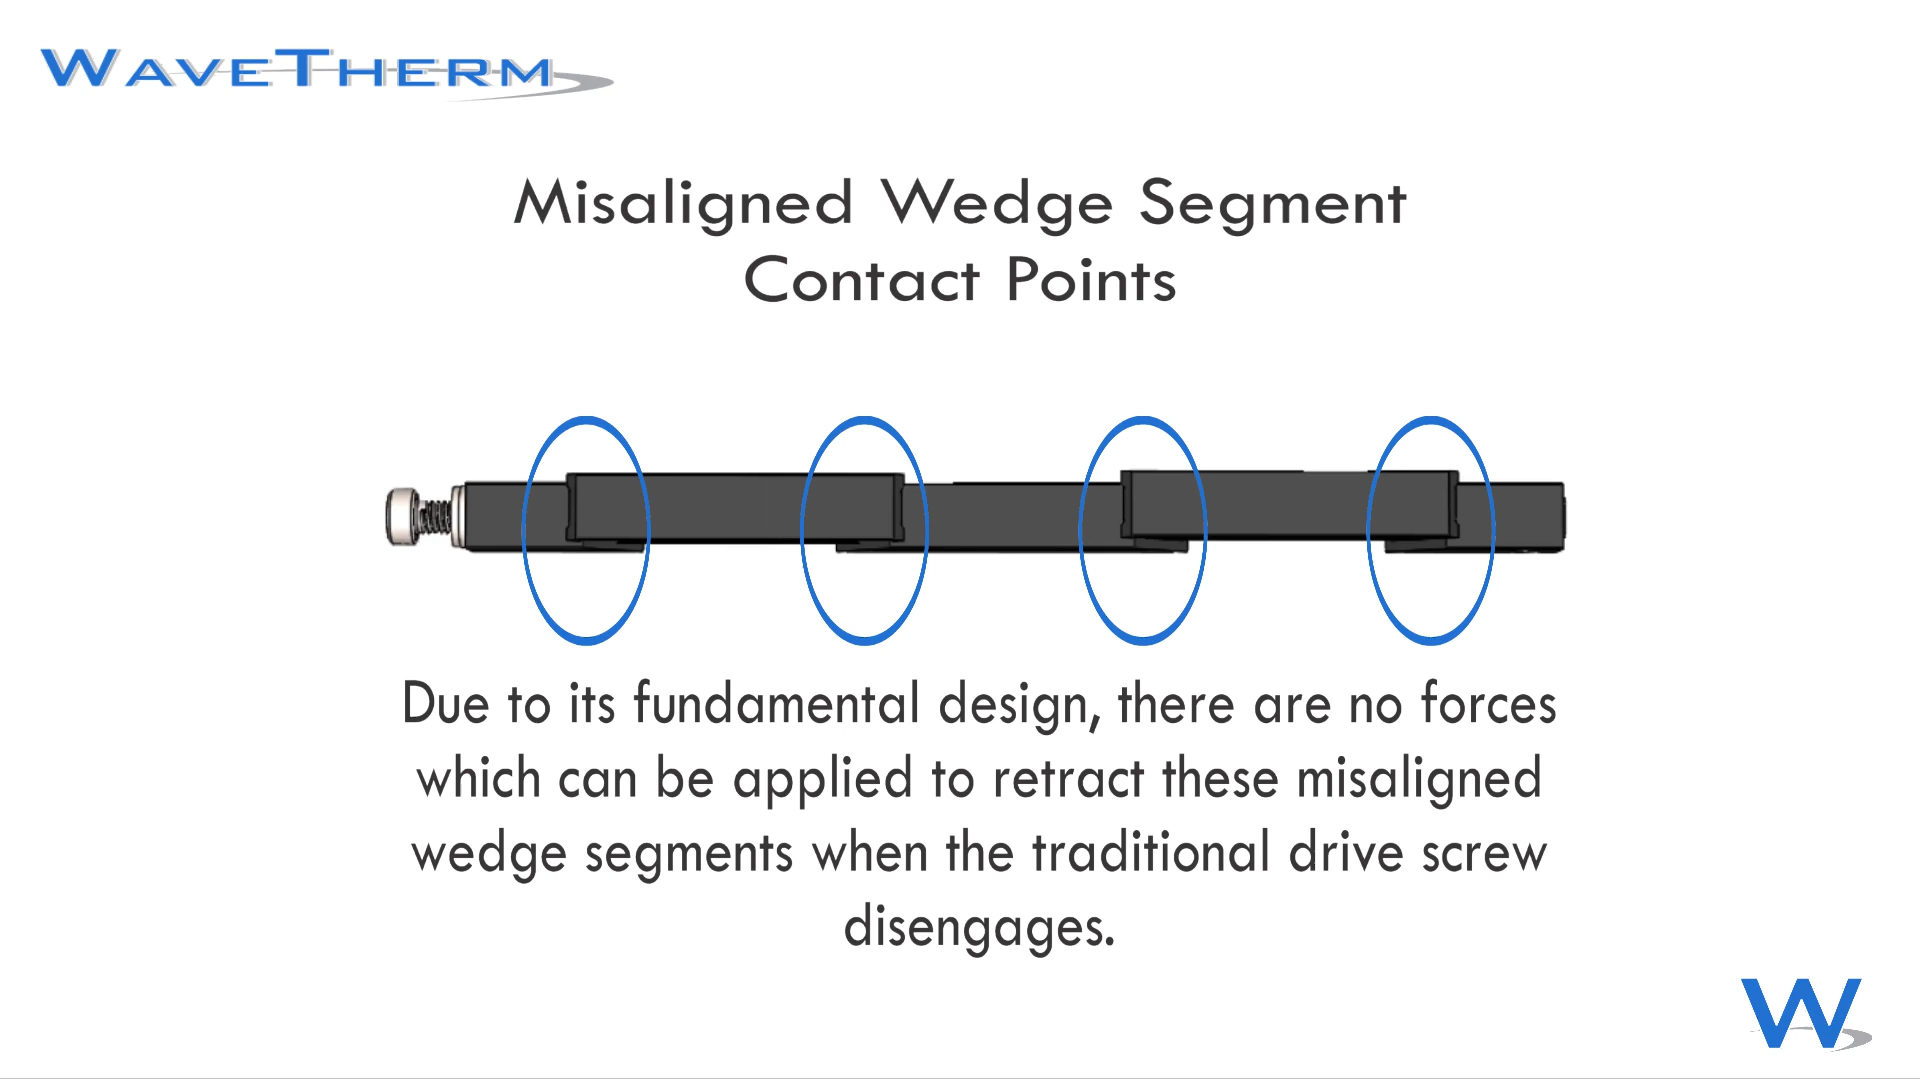 WAVETHERM
Misaligned Wedge Segment
Contact Points
Due to its fundamental design, there are no forces
which can be applied to retract these misaligned
wedge segments when the traditional drive screw
disengages.
W